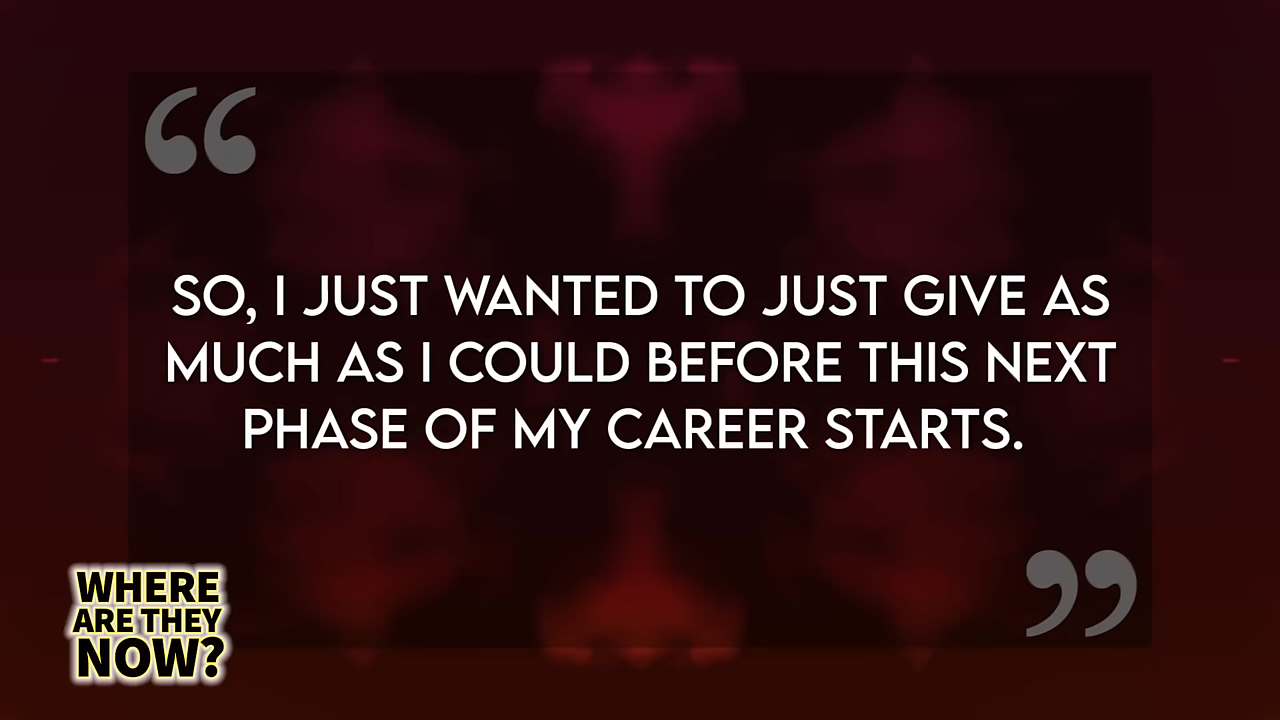 “
SO, I JUST WANTED TO JUST GIVE AS
MUCH AS I COULD BEFORE THIS NEXT
PHASE OF MY CAREER STARTS.
”
WHERE
ARE THEY
NOW?